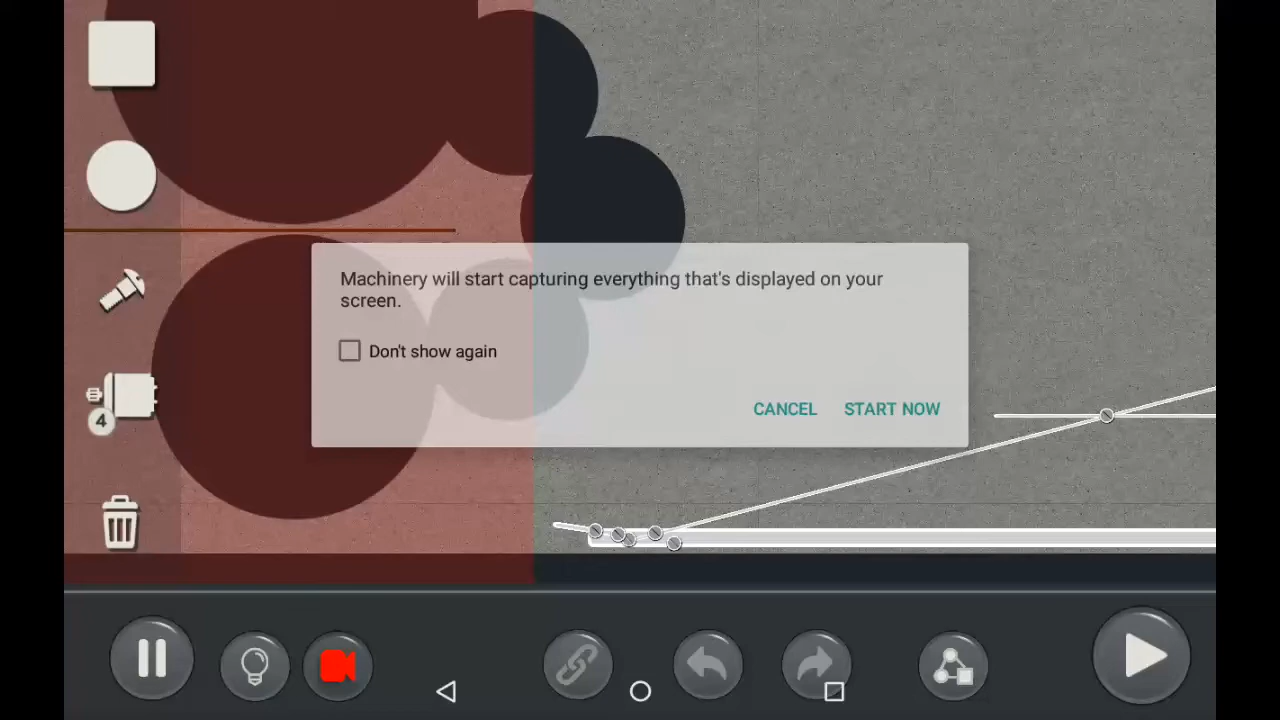 Machinery will start capturing everything that's displayed on your
screen.
Don't show again
CANCEL START NOW
4